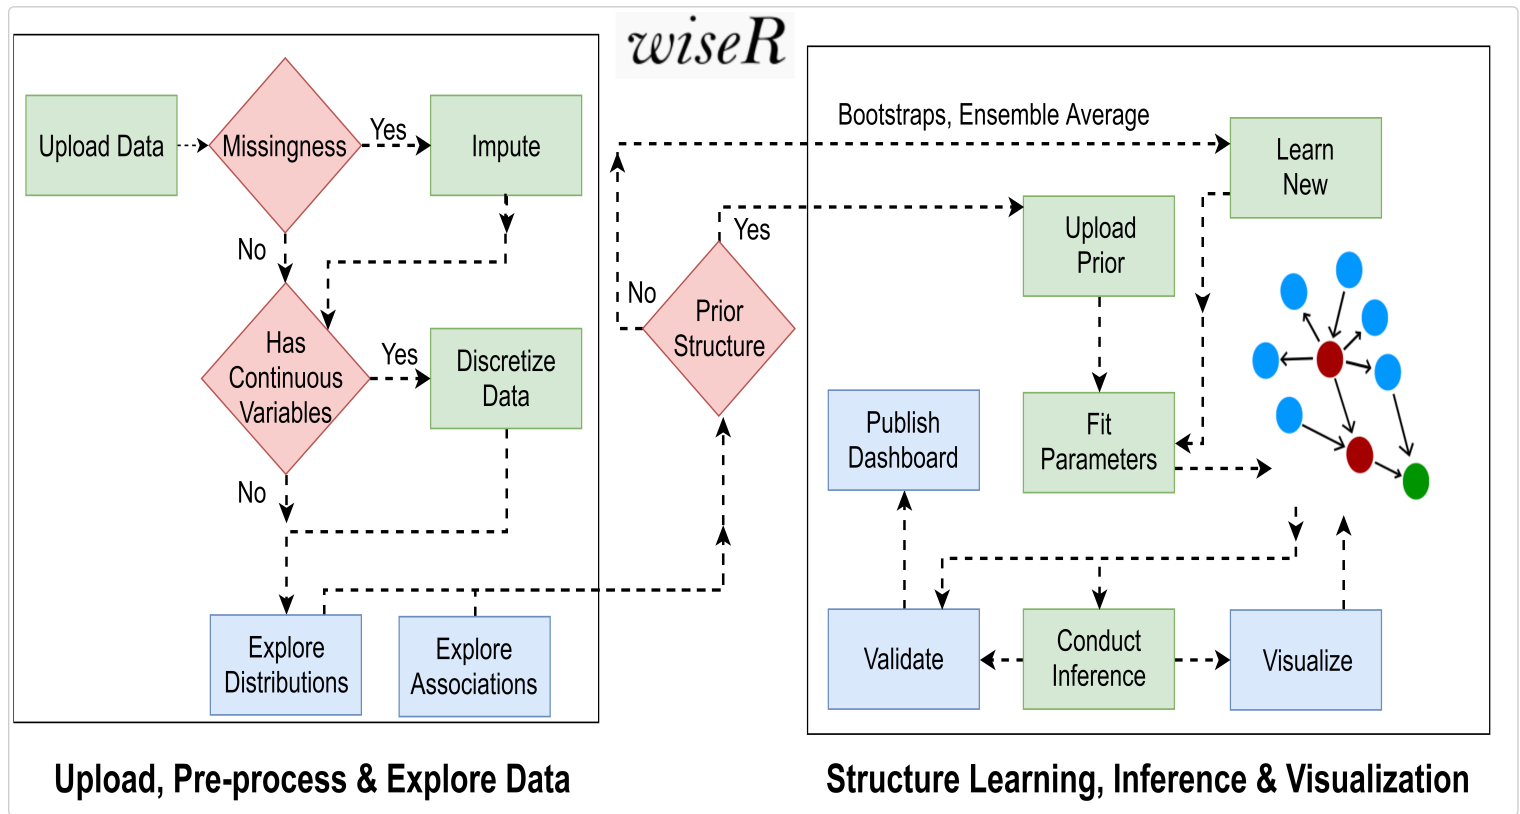 wiseR
Upload Data
Missingness
Yes
Impute
No
Has
Continuous
Variables
Yes
Discretize
Data
No
Explore
Distributions
Explore
Associations
Upload, Pre-process & Explore Data
Prior
Structure
No
Yes
Bootstraps, Ensemble Average
Learn
New
Upload
Prior
Fit
Parameters
Publish
Dashboard
Validate
Conduct
Inference
Visualize
Structure Learning, Inference & Visualization